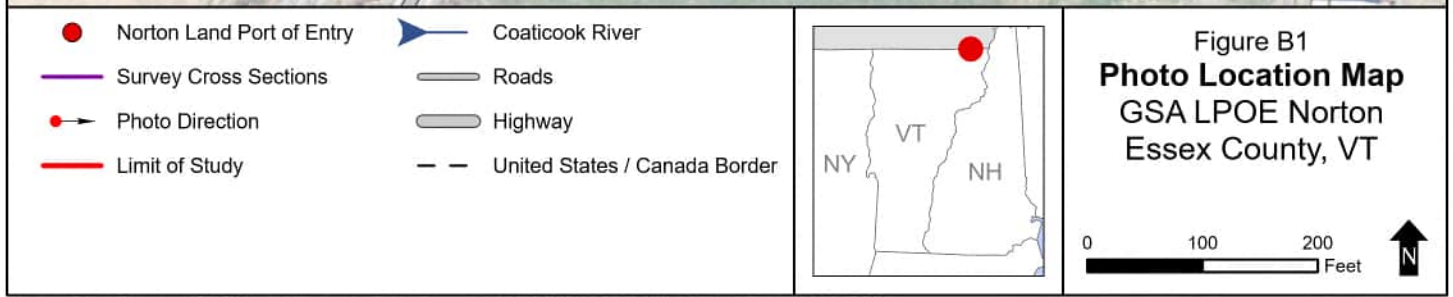 Norton Land Port of Entry
Survey Cross Sections
Photo Direction
Limit of Study
Coaticook River
Roads
Highway
United States / Canada Border
VT
NY
NH
Figure B1
Photo Location Map
GSA LPOE Norton
Essex County, VT
0 100 200
Feet
N